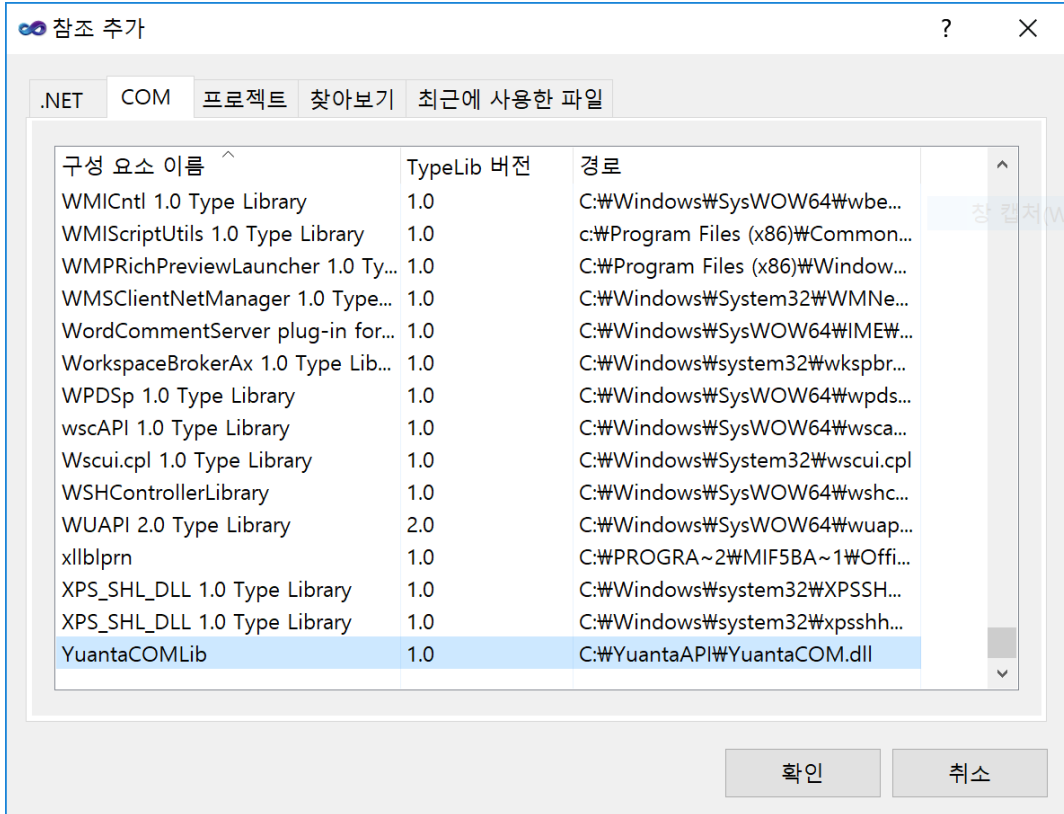 참조 추가 ?
.NET COM 프로젝트 찾아보기 최근에 사용한 파일
구성 요소 이름 TypeLib 버전 경로
WMICntl 1.0 Type Library 1.0 C:₩Windows₩SysWOW64₩wbe...
WMIScriptUtils 1.0 Type Library 1.0 c:₩Program Files (x86)₩Common...
WMPRichPreviewLauncher 1.0 Ty... 1.0 C:₩Program Files (x86)₩Window...
WMSClientNetManager 1.0 Type... 1.0 C:₩Windows₩System32₩WMNe...
WordCommentServer plug-in for... 1.0 C:₩Windows₩SysWOW64₩IME₩...
WorkspaceBrokerAx 1.0 Type Lib... 1.0 C:₩Windows₩system32₩wkspbr...
WPDSp 1.0 Type Library 1.0 C:₩Windows₩SysWOW64₩wpds...
wscAPI 1.0 Type Library 1.0 C:₩Windows₩SysWOW64₩wsca...
Wscui.cpl 1.0 Type Library 1.0 C:₩Windows₩System32₩wscui.cpl
WSHControllerLibrary 1.0 C:₩Windows₩SysWOW64₩wshc...
WUAPI 2.0 Type Library 2.0 C:₩Windows₩SysWOW64₩wuap...
xllblprn 1.0 C:₩PROGRA~2₩MIF5BA~1₩Offi...
XPS_SHL_DLL 1.0 Type Library 1.0 C:₩Windows₩system32₩XPSSH...
XPS_SHL_DLL 1.0 Type Library 1.0 C:₩Windows₩system32₩xpsshh...
YuantaCOMLib 1.0 C:₩YuantaAPI₩YuantaCOM.dll
창 캡처(W
확인 취소